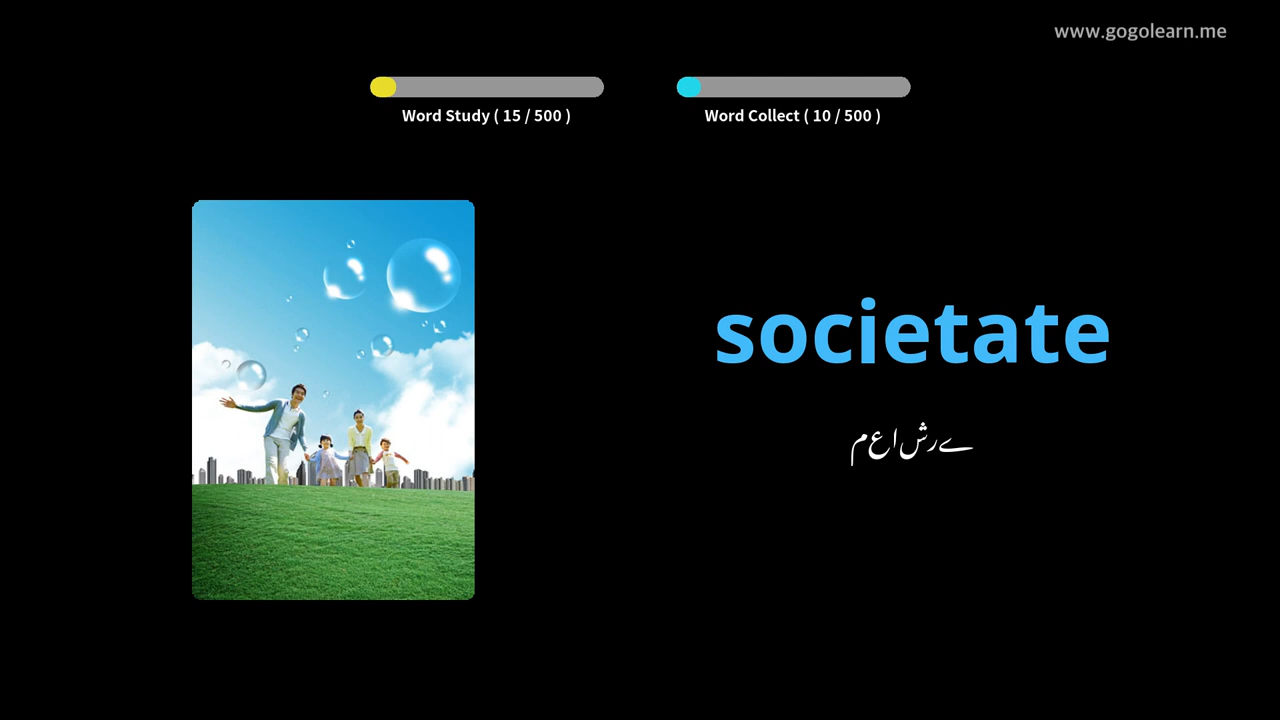 www.gogolearn.me
Word Study ( 15 / 500 )
Word Collect ( 10 / 500 )
societate
معاشرے